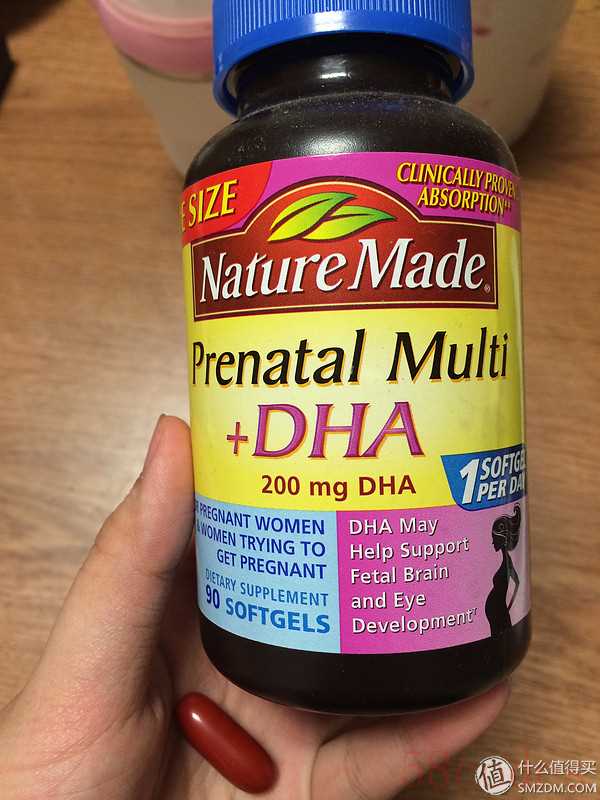 SIZE
CLINICALLY PROVEN
ABSORPTION**
Nature Made®
Prenatal Multi
+DHA
200 mg DHA
1 SOFTGEL
PER DAY
PREGNANT WOMEN
& WOMEN TRYING TO
GET PREGNANT
DIETARY SUPPLEMENT
90 SOFTGELS
DHA May
Help Support
Fetal Brain
and Eye
Development†
值 什么值得买
SMZDM.COM